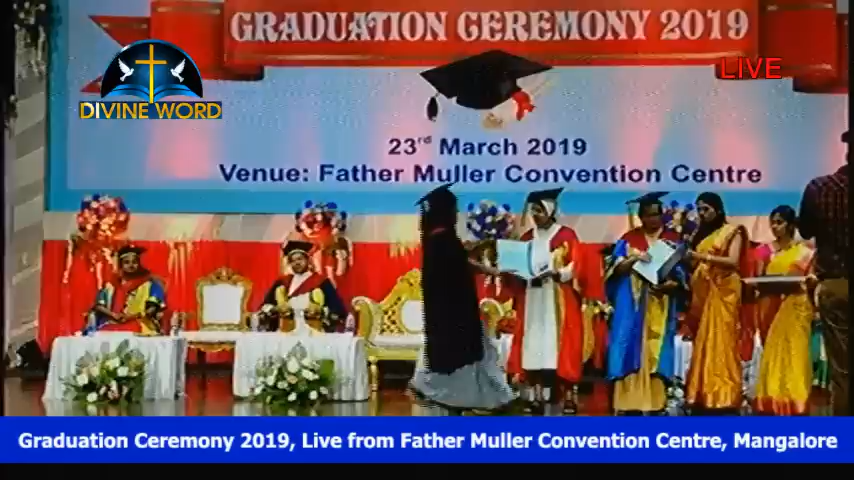 GRADUATION CEREMONY 2019
LIVE
DIVINE WORD
23rd March 2019
Venue: Father Muller Convention Centre
Graduation Ceremony 2019, Live from Father Muller Convention Centre, Mangalore